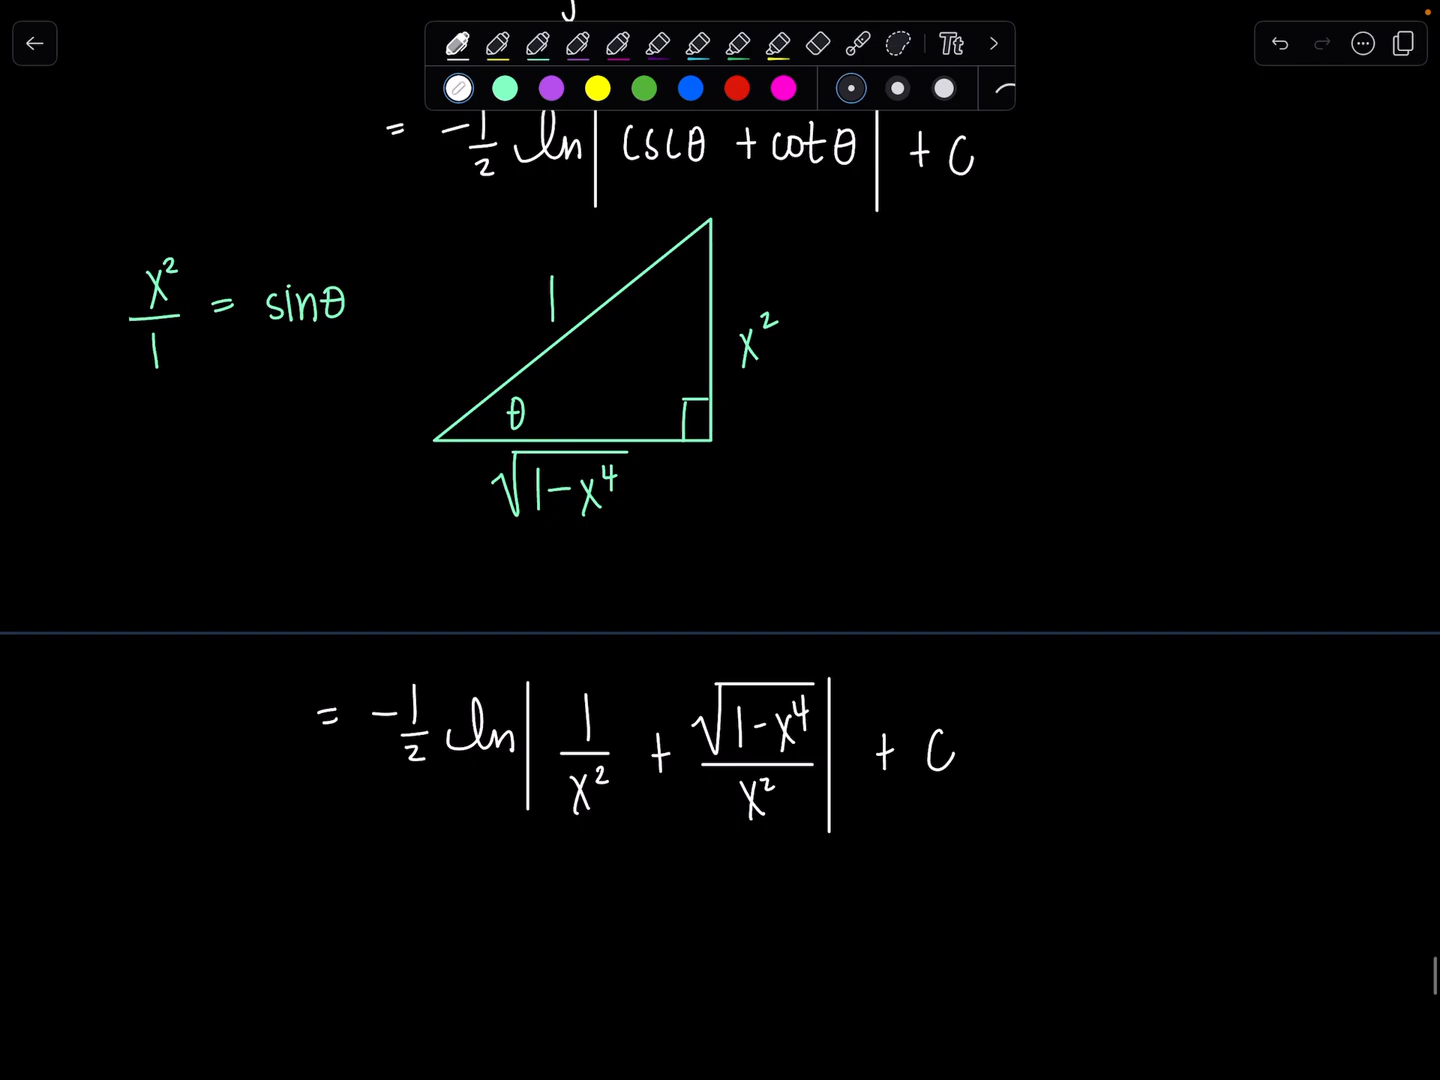 Tt
= -1/2 ln| cscθ + cotθ | + C
x²/1 = sinθ
1
x²
θ
√(1-x⁴)
= -1/2 ln| 1/x² + √(1-x⁴)/x² | + C